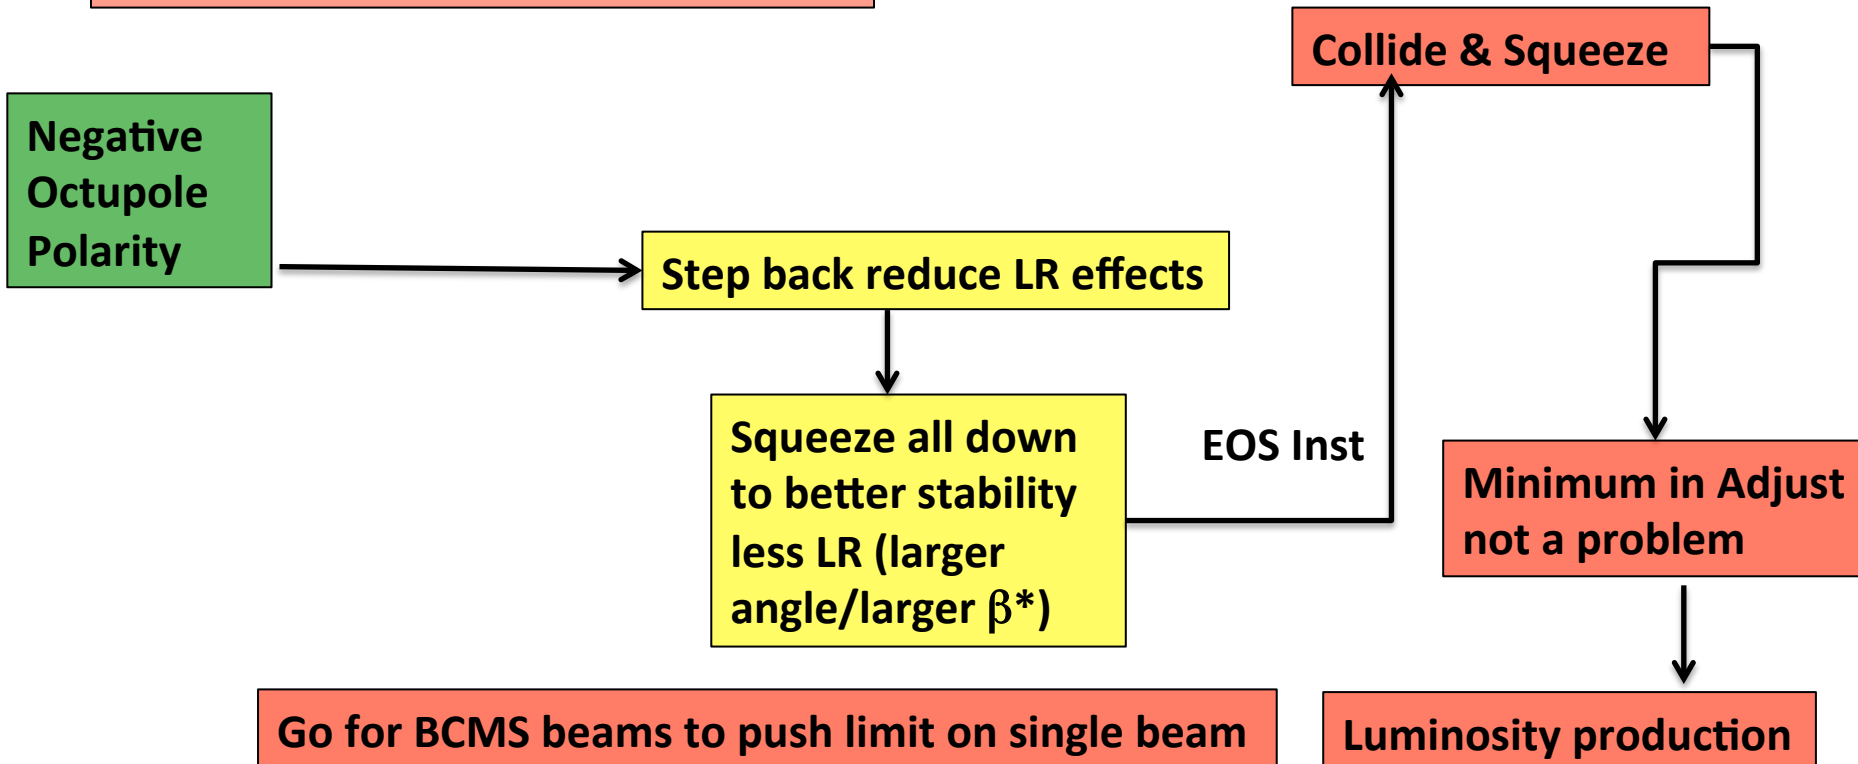 Collide & Squeeze
Negative
Octupole
Polarity
Step back reduce LR effects
Squeeze all down
to better stability
less LR (larger
angle/larger β*)
EOS Inst
Minimum in Adjust
not a problem
Go for BCMS beams to push limit on single beam
Luminosity production